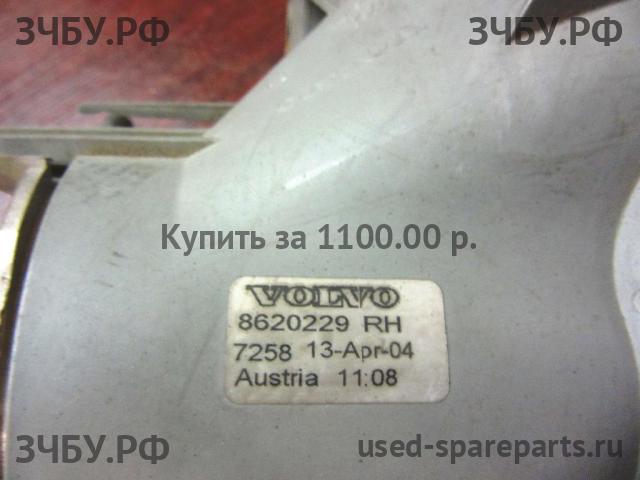 ЗЧБУ.РФ ЗЧБУ.РФ
Купить за 1100.00 р.
VOLVO
8620229 RH
7258 13-Apr-04
Austria 11:08
ЗЧБУ.РФ used-spareparts.ru